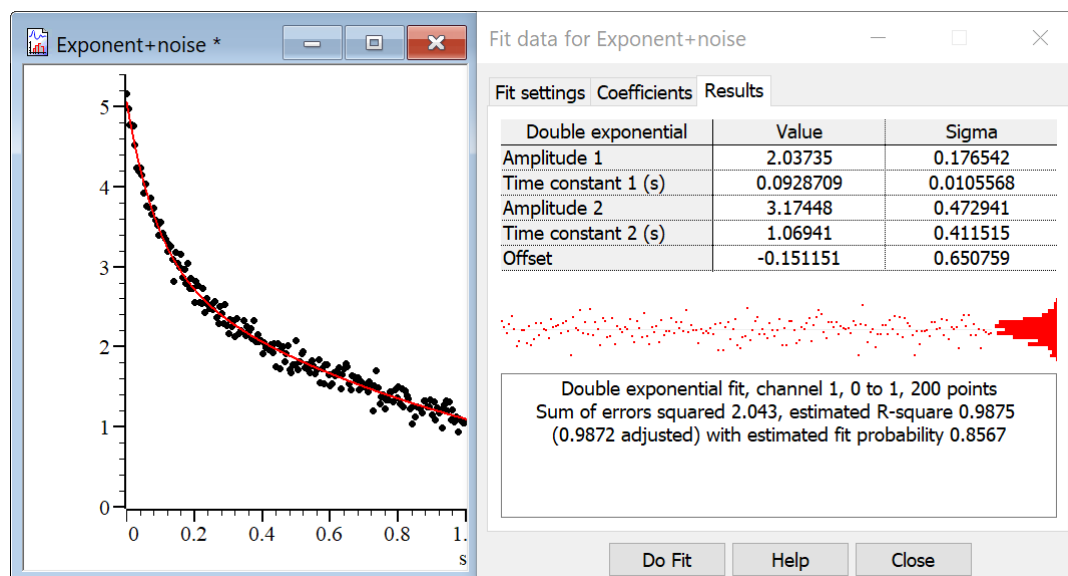 Exponent+noise *
5
4
3
2
1
0
0 0.2 0.4 0.6 0.8 1.
s
Fit data for Exponent+noise
Fit settings Coefficients Results
Double exponential Value Sigma
Amplitude 1 2.03735 0.176542
Time constant 1 (s) 0.0928709 0.0105568
Amplitude 2 3.17448 0.472941
Time constant 2 (s) 1.06941 0.411515
Offset -0.151151 0.650759
Double exponential fit, channel 1, 0 to 1, 200 points
Sum of errors squared 2.043, estimated R-square 0.9875
(0.9872 adjusted) with estimated fit probability 0.8567
Do Fit Help Close